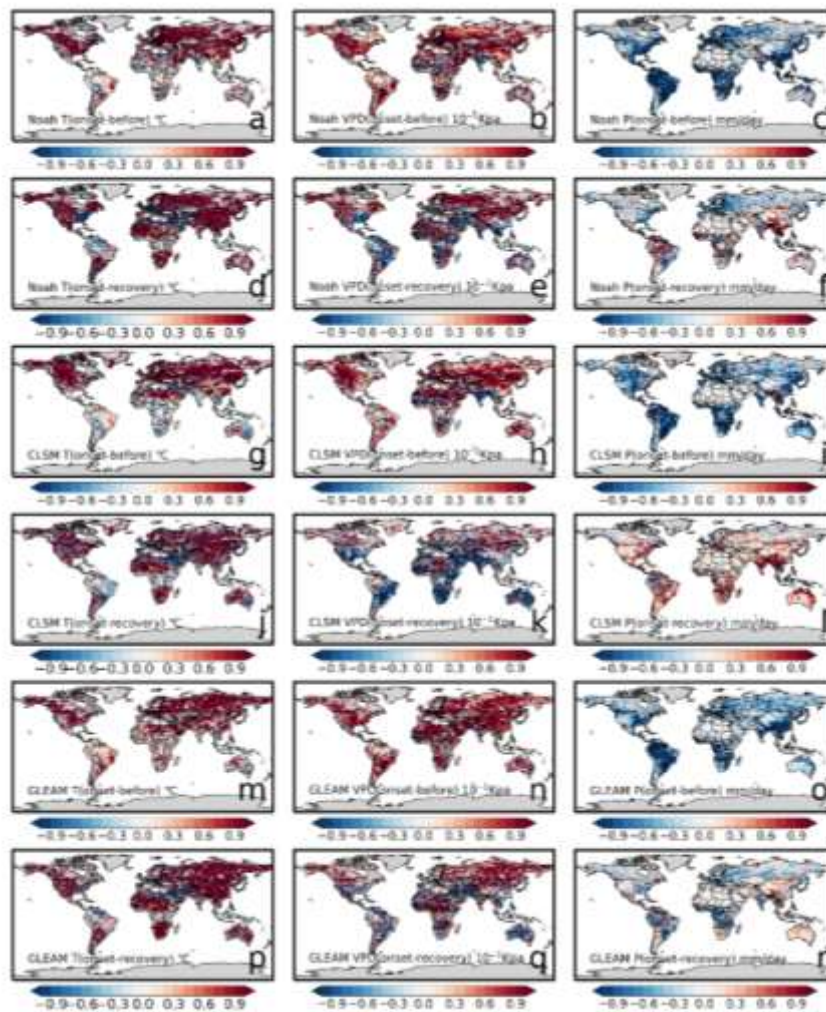 Noah T(onset-before) ℃ a
Noah VPD(onset-before) 10⁻¹Kpa b
Noah P(onset-before) mm/day
-0.9-0.6-0.3 0.0 0.3 0.6 0.9
-0.9-0.6-0.3 0.0 0.3 0.6 0.9
-0.9-0.6-0.3 0.0 0.3 0.6 0.9
Noah T(onset-recovery) ℃ d
Noah VPD(onset-recovery) 10⁻¹Kpa e
Noah P(onset-recovery) mm/day f
-0.9-0.6-0.3 0.0 0.3 0.6 0.9
-0.9-0.6-0.3 0.0 0.3 0.6 0.9
-0.9-0.6-0.3 0.0 0.3 0.6 0.9
CLSM T(onset-before) ℃ g
CLSM VPD(onset-before) 10⁻¹Kpa h
CLSM P(onset-before) mm/day i
-0.9-0.6-0.3 0.0 0.3 0.6 0.9
-0.9-0.6-0.3 0.0 0.3 0.6 0.9
-0.9-0.6-0.3 0.0 0.3 0.6 0.9
CLSM T(onset-recovery) ℃ j
CLSM VPD(onset-recovery) 10⁻¹Kpa k
CLSM P(onset-recovery) mm/day l
-0.9-0.6-0.3 0.0 0.3 0.6 0.9
-0.9-0.6-0.3 0.0 0.3 0.6 0.9
-0.9-0.6-0.3 0.0 0.3 0.6 0.9
GLEAM T(onset-before) ℃ m
GLEAM VPD(onset-before) 10⁻¹Kpa n
GLEAM P(onset-before) mm/day o
-0.9-0.6-0.3 0.0 0.3 0.6 0.9
-0.9-0.6-0.3 0.0 0.3 0.6 0.9
-0.9-0.6-0.3 0.0 0.3 0.6 0.9
GLEAM T(onset-recovery) ℃ p
GLEAM VPD(onset-recovery) 10⁻¹Kpa q
GLEAM P(onset-recovery) mm/day r
-0.9-0.6-0.3 0.0 0.3 0.6 0.9
-0.9-0.6-0.3 0.0 0.3 0.6 0.9
-0.9-0.6-0.3 0.0 0.3 0.6 0.9